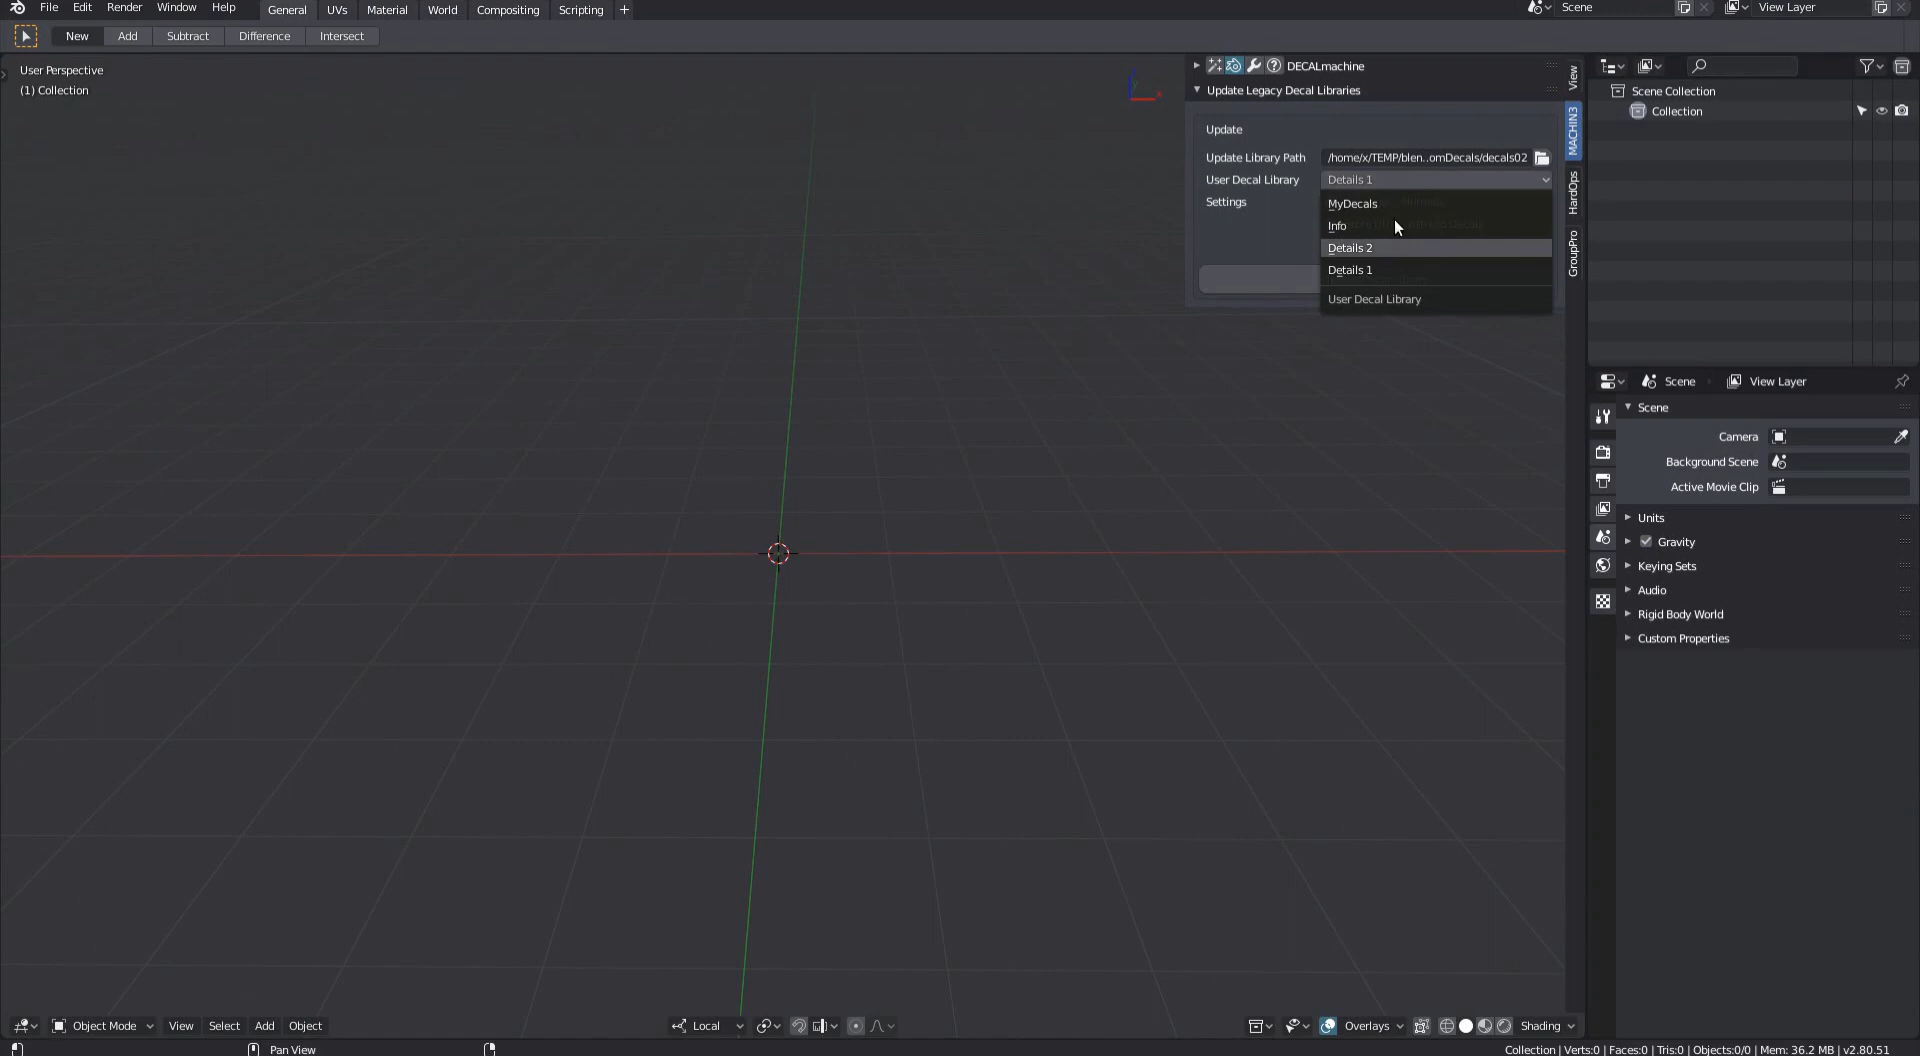 File Edit Render Window Help General UVs Material World Compositing Scripting + Scene View Layer
New Add Subtract Difference Intersect
User Perspective
(1) Collection
DECALmachine
Update Legacy Decal Libraries
Update
Update Library Path /home/x/TEMP/blen..omDecals/decals02
User Decal Library Details 1
Settings
MyDecals
Info
Details 2
Details 1
User Decal Library
View
MACHIN3
HardOps
GroupPro
Scene Collection
Collection
Scene View Layer
Scene
Camera
Background Scene
Active Movie Clip
Units
Gravity
Keying Sets
Audio
Rigid Body World
Custom Properties
Object Mode View Select Add Object Local Overlays Shading
Pan View
Collection | Verts:0 | Faces:0 | Tris:0 | Objects:0/0 | Mem: 36.2 MB | v2.80.51